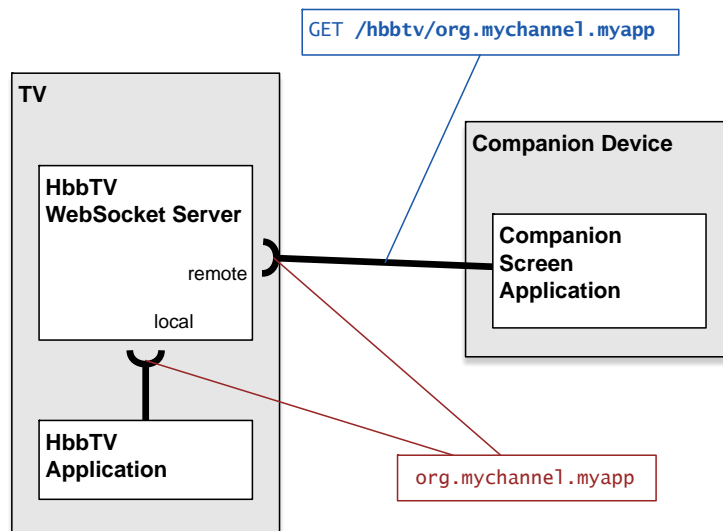 GET /hbbtv/org.mychannel.myapp
TV
HbbTV
WebSocket Server
remote
local
HbbTV
Application
Companion Device
Companion
Screen
Application
org.mychannel.myapp